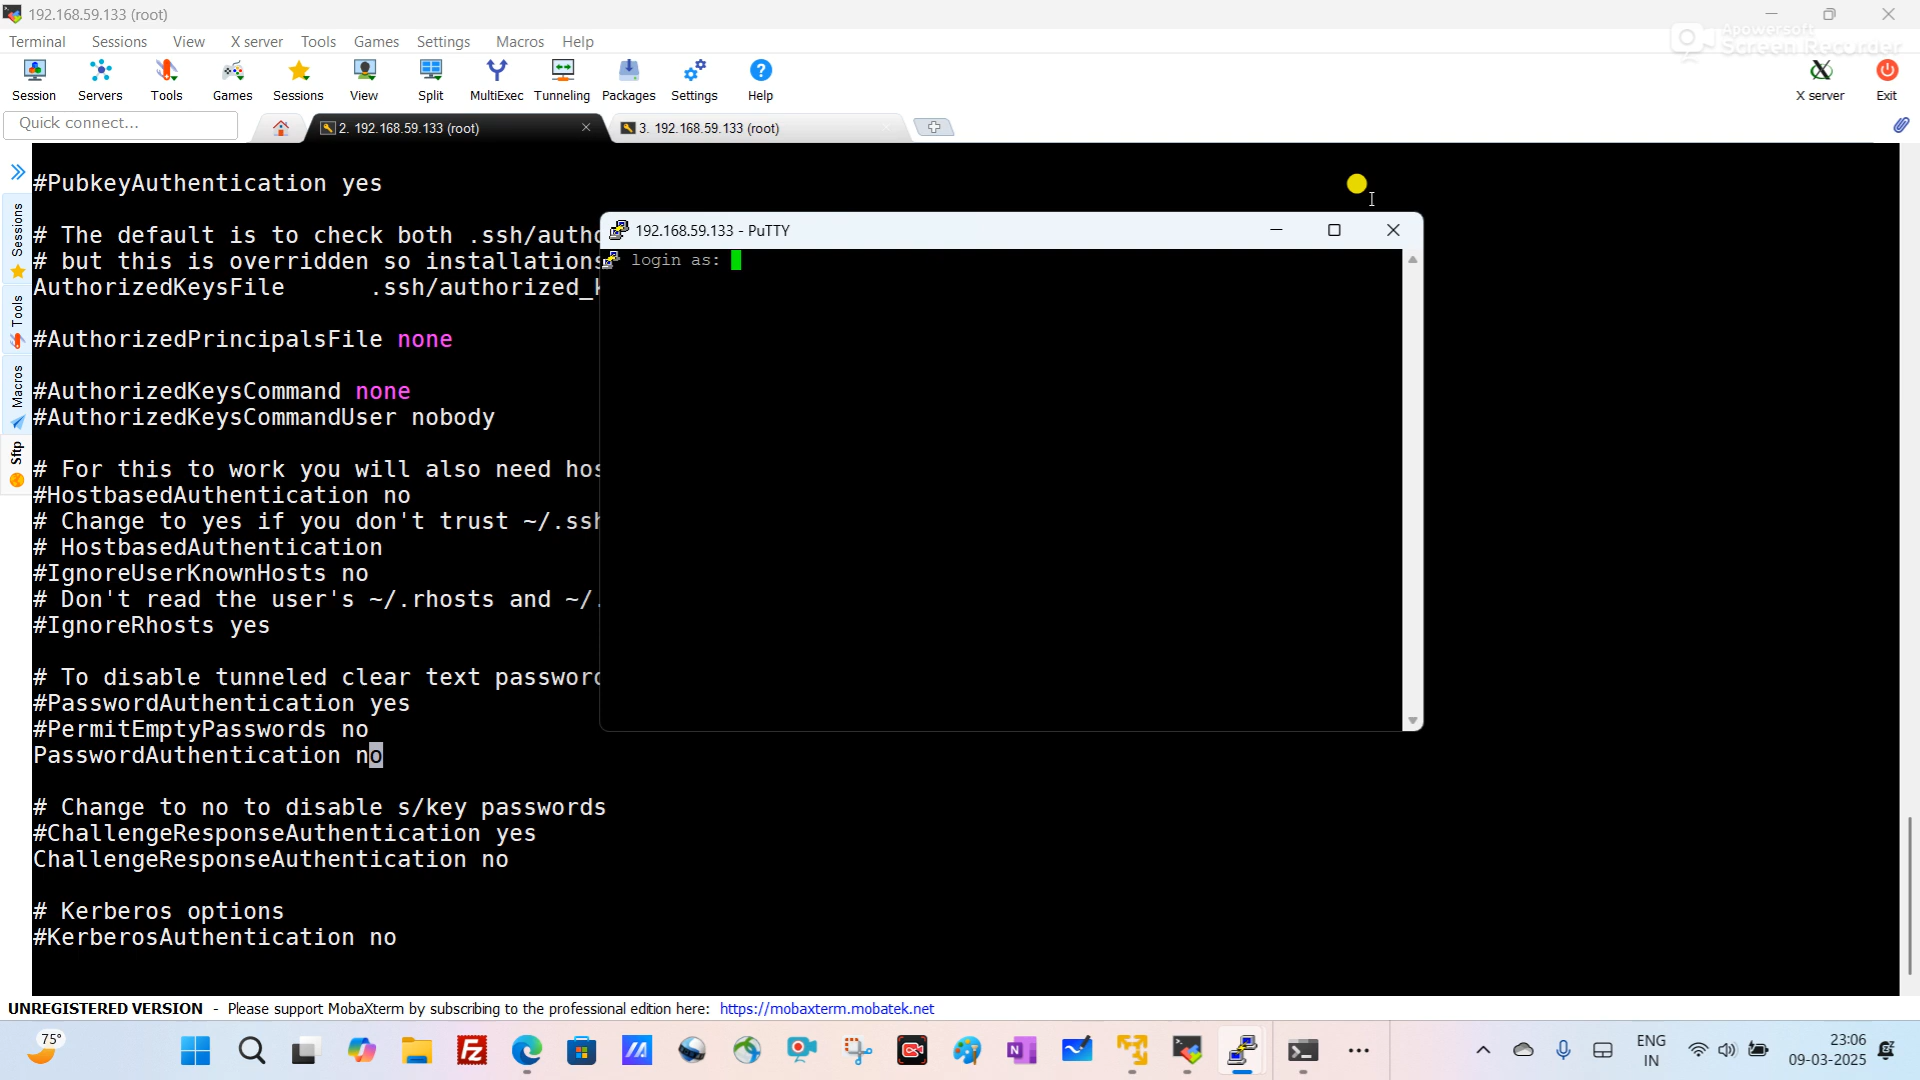 192.168.59.133 (root)
Apowersoft
Screen Recorder
Terminal Sessions View X server Tools Games Settings Macros Help
Session Servers Tools Games Sessions View Split MultiExec Tunneling Packages Settings Help X server Exit
Quick connect...
2. 192.168.59.133 (root)
3. 192.168.59.133 (root)
Sessions
Tools
Macros
Sftp
#PubkeyAuthentication yes
# The default is to check both .ssh/autho
# but this is overridden so installations
AuthorizedKeysFile .ssh/authorized_k
#AuthorizedPrincipalsFile none
#AuthorizedKeysCommand none
#AuthorizedKeysCommandUser nobody
# For this to work you will also need hos
#HostbasedAuthentication no
# Change to yes if you don't trust ~/.ssh
# HostbasedAuthentication
#IgnoreUserKnownHosts no
# Don't read the user's ~/.rhosts and ~/.
#IgnoreRhosts yes
# To disable tunneled clear text password
#PasswordAuthentication yes
#PermitEmptyPasswords no
PasswordAuthentication no
# Change to no to disable s/key passwords
#ChallengeResponseAuthentication yes
ChallengeResponseAuthentication no
# Kerberos options
#KerberosAuthentication no
192.168.59.133 - PuTTY
login as:
UNREGISTERED VERSION - Please support MobaXterm by subscribing to the professional edition here: https://mobaxterm.mobatek.net
75°
ENG
IN
23:06
09-03-2025